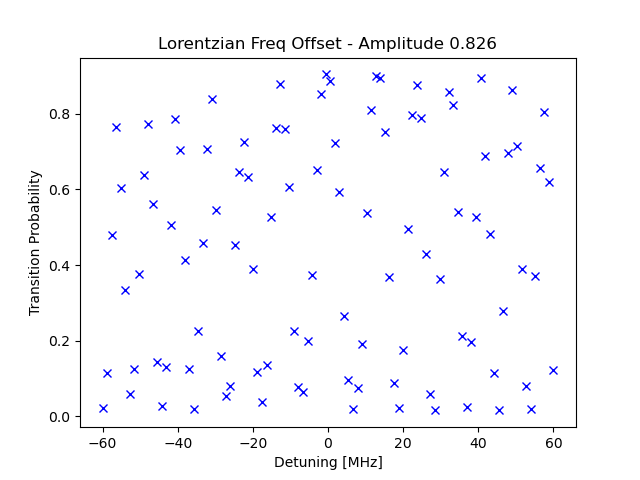 Lorentzian Freq Offset - Amplitude 0.826
Transition Probability
0.8
0.6
0.4
0.2
0.0
−60 −40 −20 0 20 40 60
Detuning [MHz]